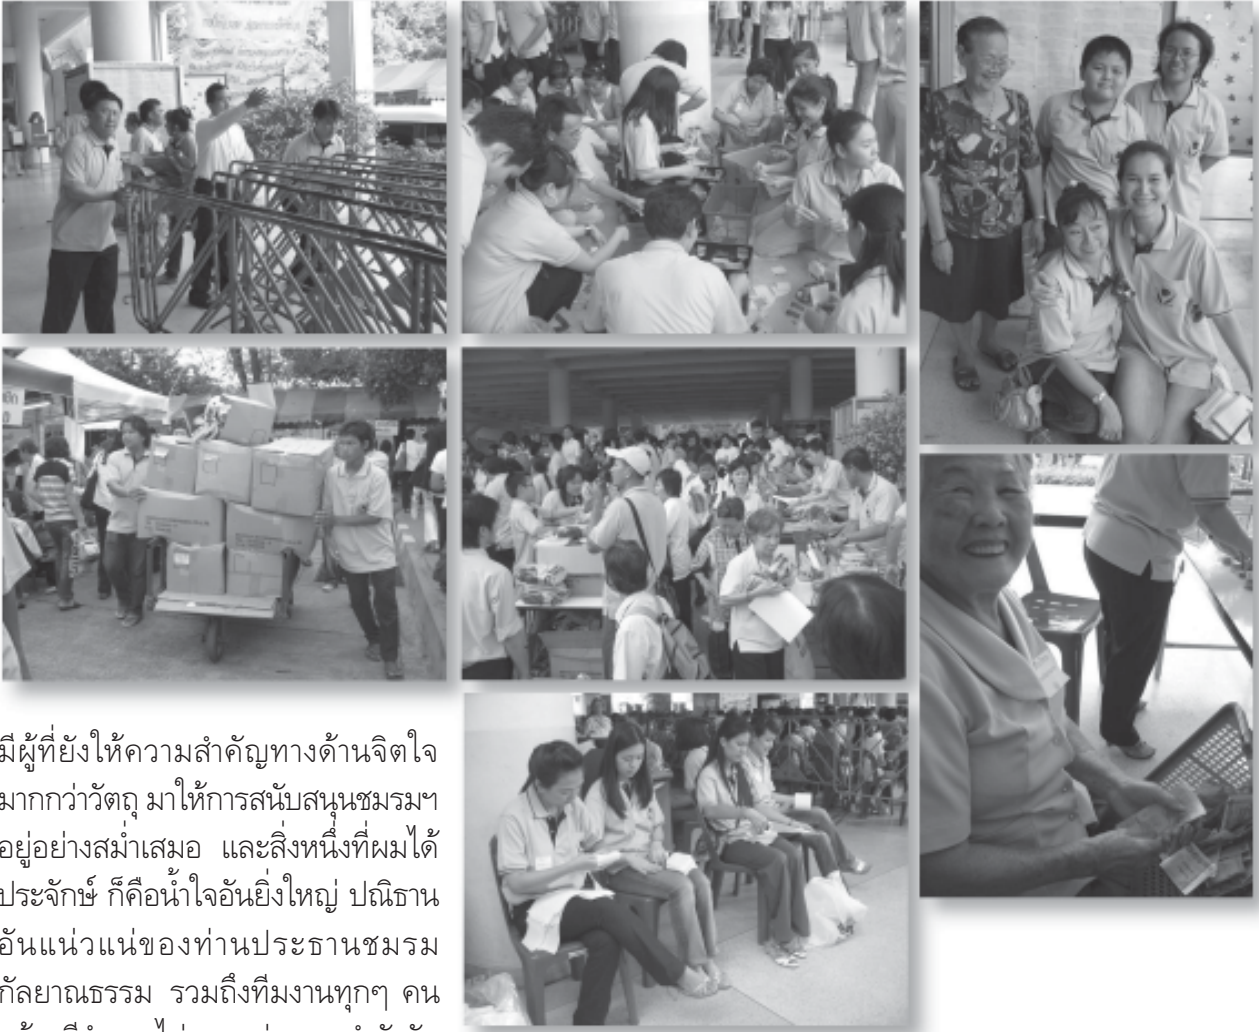 มีผู้ที่ยังให้ความสำคัญทางด้านจิตใจ
มากกว่าวัตถุ มาให้การสนับสนุนชมรมฯ
อยู่อย่างสม่ำเสมอ และสิ่งหนึ่งที่ผมได้
ประจักษ์ ก็คือน้ำใจอันยิ่งใหญ่ ปณิธาน
อันแน่วแน่ของท่านประธานชมรม
กัลยาณธรรม รวมถึงทีมงานทุกๆ คน